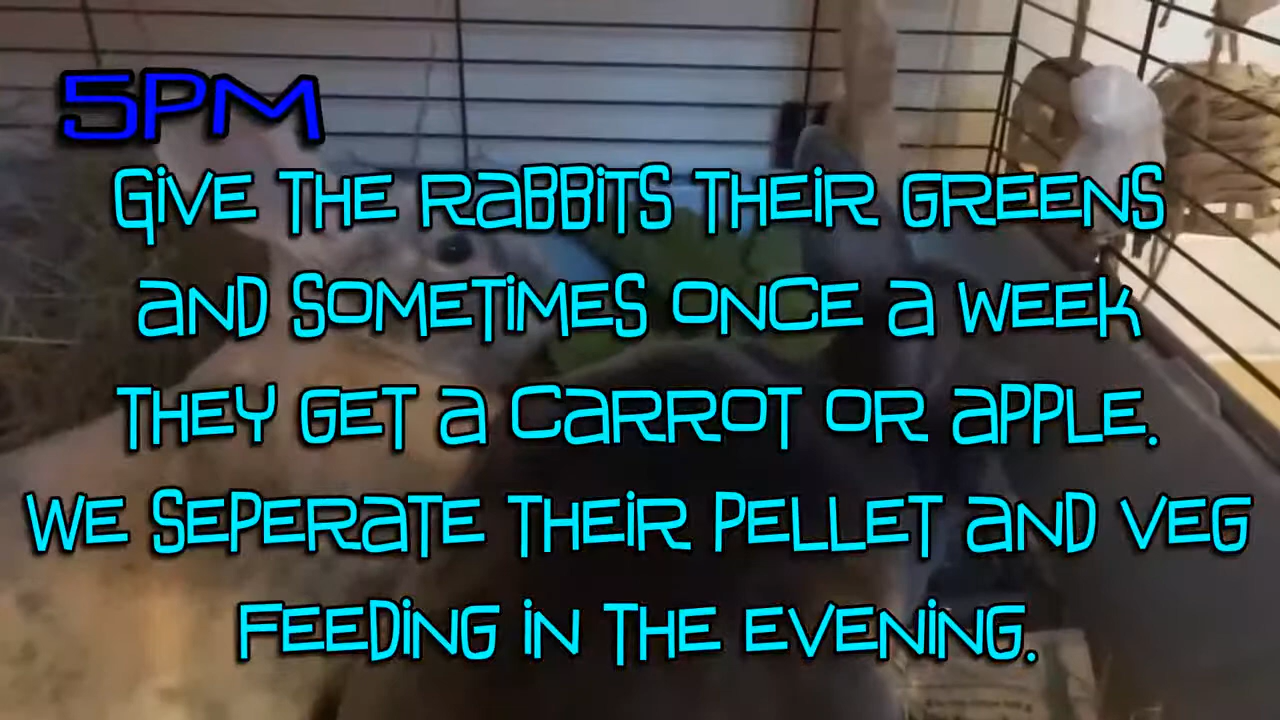 5PM
GIVE THE RABBITS THEIR GREENS
AND SOMETIMES ONCE A WEEK
THEY GET A CARROT OR APPLE.
WE SEPERATE THEIR PELLET AND VEG
FEEDING IN THE EVENING.